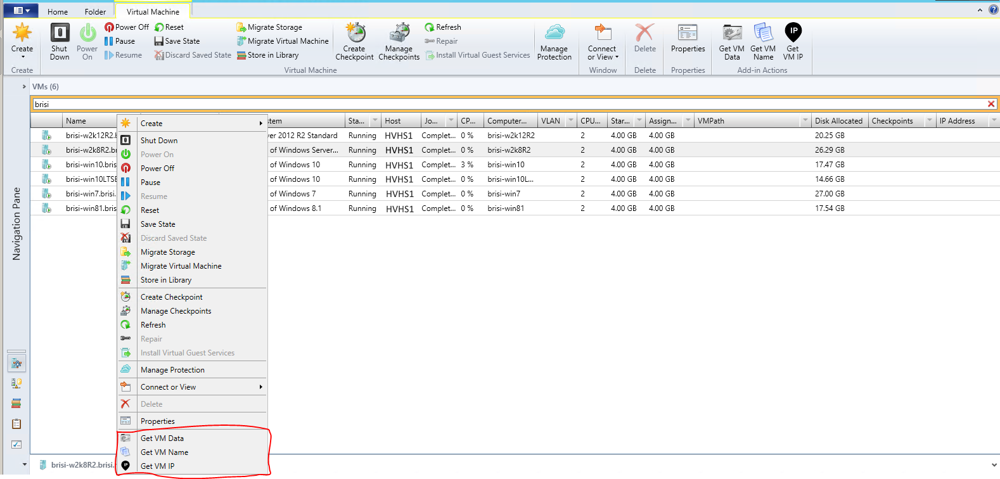 Home Folder Virtual Machine
Create
Shut Down
Power On
Power Off
Pause
Resume
Reset
Save State
Discard Saved State
Migrate Storage
Migrate Virtual Machine
Store in Library
Create Checkpoint
Manage Checkpoints
Refresh
Repair
Install Virtual Guest Services
Manage Protection
Connect or View
Delete
Properties
Get VM Data
Get VM Name
IP
Get VM IP
Create Virtual Machine Window Delete Properties Add-in Actions
VMs (6)
brisi
Name stem Sta... Host Jo... CP... Computer... VLAN CPU... Star... Assign... VMPath Disk Allocated Checkpoints IP Address
brisi-w2k12R2.b ver 2012 R2 Standard Running HVHS1 Complet... 0 % brisi-w2k12R2 2 4.00 GB 4.00 GB 20.25 GB
brisi-w2k8R2.br of Windows Server... Running HVHS1 Complet... 0 % brisi-w2k8R2 2 4.00 GB 4.00 GB 26.29 GB
brisi-win10.bris of Windows 10 Running HVHS1 Complet... 3 % brisi-win10 2 4.00 GB 4.00 GB 17.47 GB
brisi-win10LTSB of Windows 10 Running HVHS1 Complet... 0 % brisi-win10L... 2 4.00 GB 4.00 GB 14.66 GB
brisi-win7.brisi. of Windows 7 Running HVHS1 Complet... 0 % brisi-win7 2 4.00 GB 4.00 GB 27.00 GB
brisi-win81.bris of Windows 8.1 Running HVHS1 Complet... 0 % brisi-win81 2 4.00 GB 4.00 GB 17.54 GB
Navigation Pane
Create
Shut Down
Power On
Power Off
Pause
Resume
Reset
Save State
Discard Saved State
Migrate Storage
Migrate Virtual Machine
Store in Library
Create Checkpoint
Manage Checkpoints
Refresh
Repair
Install Virtual Guest Services
Manage Protection
Connect or View
Delete
Properties
Get VM Data
Get VM Name
Get VM IP
brisi-w2k8R2.brisi.